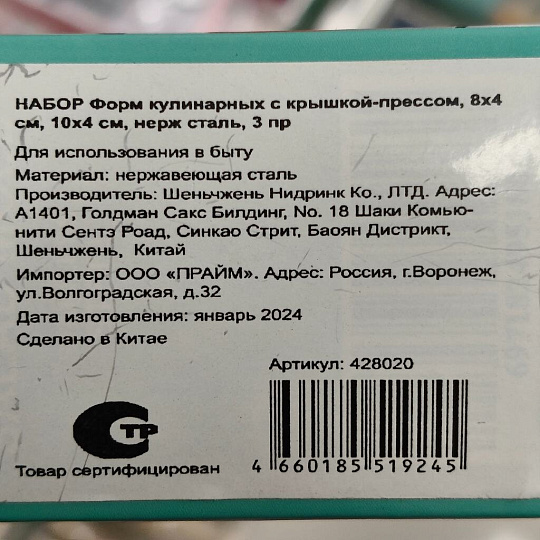 НАБОР Форм кулинарных с крышкой-прессом, 8х4
см, 10х4 см, нерж сталь, 3 пр
Для использования в быту
Материал: нержавеющая сталь
Производитель: Шеньчжень Нидринк Ко., ЛТД. Адрес:
А1401, Голдман Сакс Билдинг, No. 18 Шаки Комью-
нити Сентэ Роад, Синкао Стрит, Баоян Дистрикт,
Шеньчжень, Китай
Импортер: ООО «ПРАЙМ». Адрес: Россия, г.Воронеж,
ул.Волгоградская, д.32
Дата изготовления: январь 2024
Сделано в Китае
Артикул: 428020
СТР
Товар сертифицирован
4 660185 519245